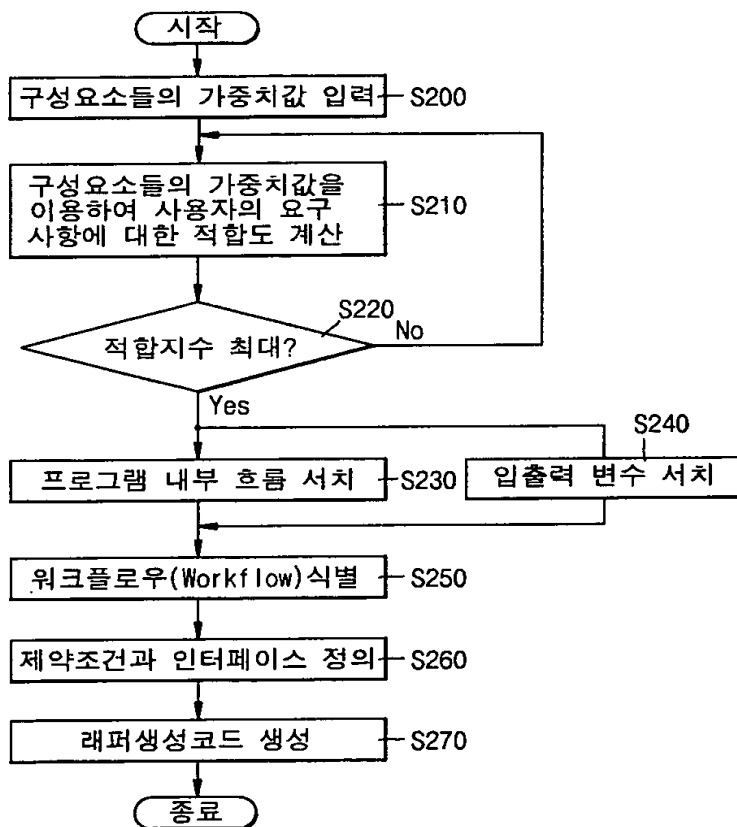 시작
구성요소들의 가중치값 입력
S200
구성요소들의 가중치값을
이용하여 사용자의 요구
사항에 대한 적합도 계산
S210
S220
적합지수 최대?
No
Yes
S240
프로그램 내부 흐름 서치
S230
입출력 변수 서치
워크플로우(Workflow)식별
S250
제약조건과 인터페이스 정의
S260
래퍼생성코드 생성
S270
종료